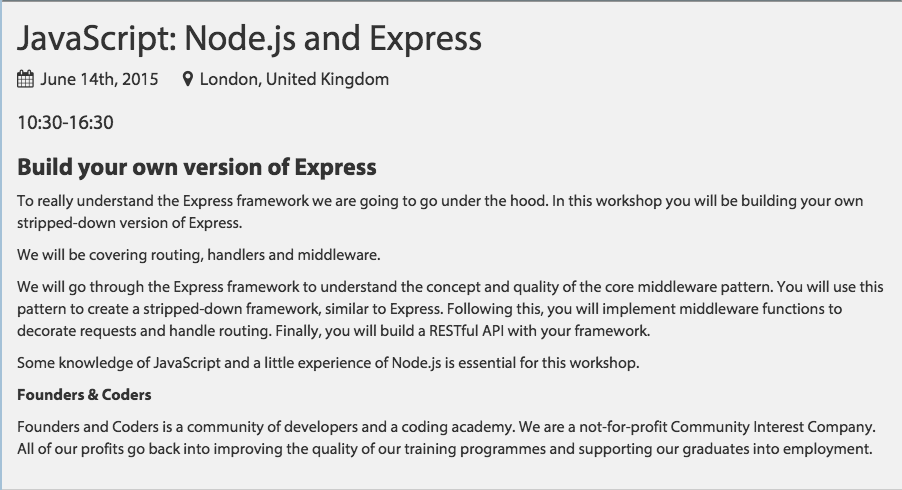 JavaScript: Node.js and Express
June 14th, 2015 London, United Kingdom
10:30-16:30
Build your own version of Express
To really understand the Express framework we are going to go under the hood. In this workshop you will be building your own
stripped-down version of Express.
We will be covering routing, handlers and middleware.
We will go through the Express framework to understand the concept and quality of the core middleware pattern. You will use this
pattern to create a stripped-down framework, similar to Express. Following this, you will implement middleware functions to
decorate requests and handle routing. Finally, you will build a RESTful API with your framework.
Some knowledge of JavaScript and a little experience of Node.js is essential for this workshop.
Founders & Coders
Founders and Coders is a community of developers and a coding academy. We are a not-for-profit Community Interest Company.
All of our profits go back into improving the quality of our training programmes and supporting our graduates into employment.